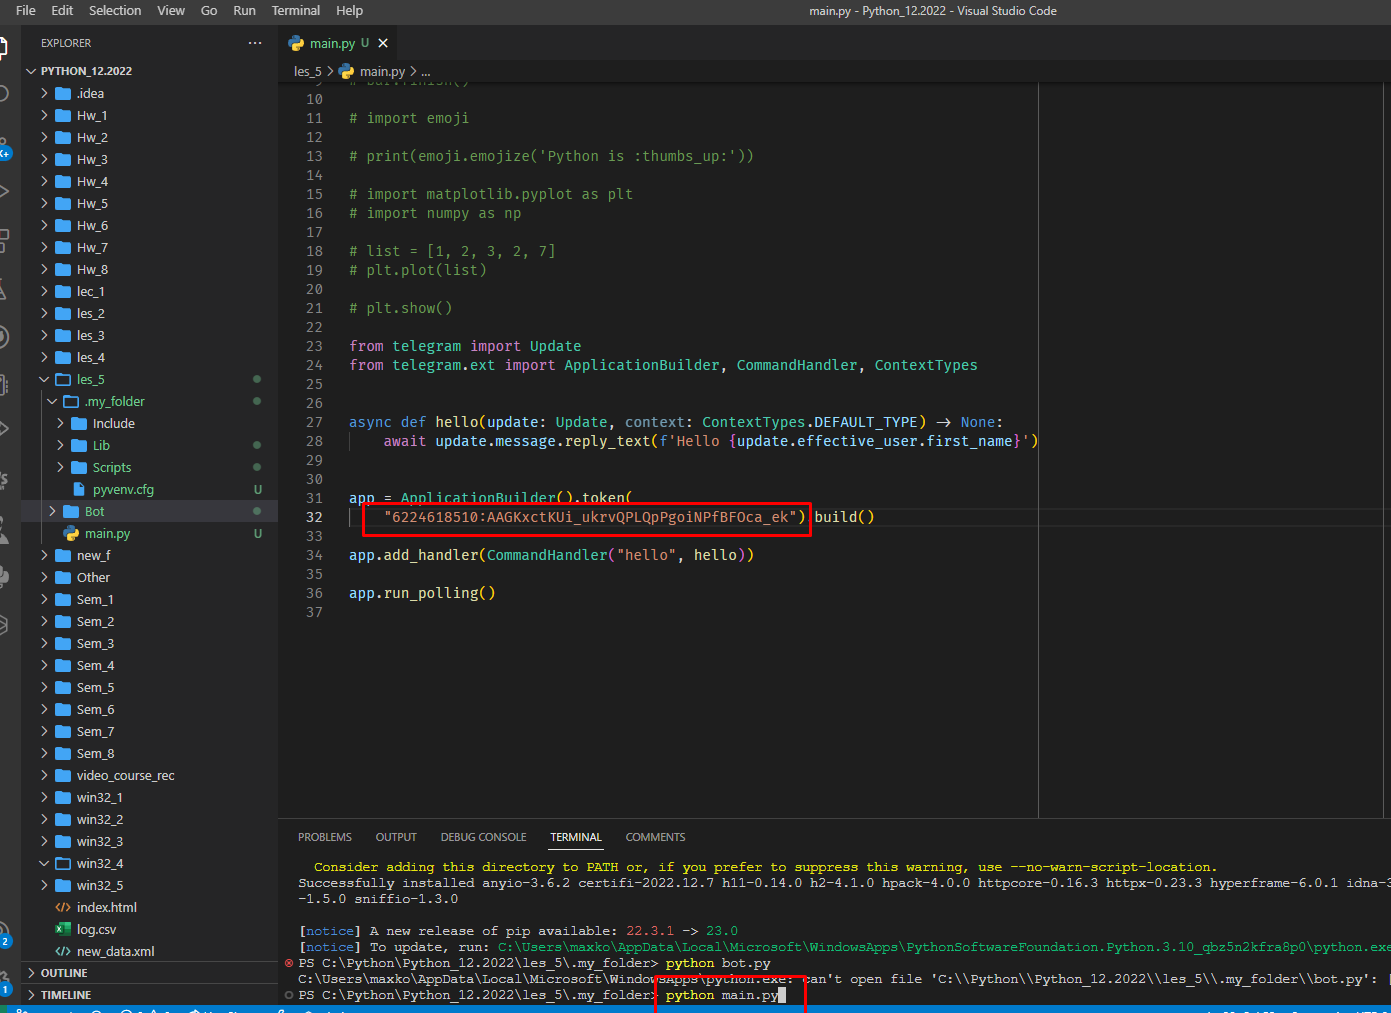 File Edit Selection View Go Run Terminal Help
main.py - Python_12.2022 - Visual Studio Code
EXPLORER ...
PYTHON_12.2022
.idea
Hw_1
Hw_2
Hw_3
Hw_4
Hw_5
Hw_6
Hw_7
Hw_8
lec_1
les_2
les_3
les_4
les_5
.my_folder
Include
Lib
Scripts
pyvenv.cfg U
Bot
main.py U
new_f
Other
Sem_1
Sem_2
Sem_3
Sem_4
Sem_5
Sem_6
Sem_7
Sem_8
video_course_rec
win32_1
win32_2
win32_3
win32_4
win32_5
index.html
log.csv
new_data.xml
OUTLINE
TIMELINE
main.py U
les_5 > main.py > ...
10
11 # import emoji
12
13 # print(emoji.emojize('Python is :thumbs_up:'))
14
15 # import matplotlib.pyplot as plt
16 # import numpy as np
17
18 # list = [1, 2, 3, 2, 7]
19 # plt.plot(list)
20
21 # plt.show()
22
23 from telegram import Update
24 from telegram.ext import ApplicationBuilder, CommandHandler, ContextTypes
25
26
27 async def hello(update: Update, context: ContextTypes.DEFAULT_TYPE) -> None:
28 await update.message.reply_text(f'Hello {update.effective_user.first_name}')
29
30
31 app = ApplicationBuilder().token(
32 "6224618510:AAGKxctKUi_ukrvQPLQpPgoiNPfBFOca_ek").build()
33
34 app.add_handler(CommandHandler("hello", hello))
35
36 app.run_polling()
37
PROBLEMS OUTPUT DEBUG CONSOLE TERMINAL COMMENTS
Consider adding this directory to PATH or, if you prefer to suppress this warning, use --no-warn-script-location.
Successfully installed anyio-3.6.2 certifi-2022.12.7 h11-0.14.0 h2-4.1.0 hpack-4.0.0 httpcore-0.16.3 httpx-0.23.3 hyperframe-6.0.1 idna-3
-1.5.0 sniffio-1.3.0
[notice] A new release of pip available: 22.3.1 -> 23.0
[notice] To update, run: C:\Users\maxko\AppData\Local\Microsoft\WindowsApps\PythonSoftwareFoundation.Python.3.10_qbz5n2kfra8p0\python.exe
PS C:\Python\Python_12.2022\les_5\.my_folder> python bot.py
C:\Users\maxko\AppData\Local\Microsoft\WindowsApps\python.exe: can't open file 'C:\\Python\\Python_12.2022\\les_5\\.my_folder\\bot.py': [
PS C:\Python\Python_12.2022\les_5\.my_folder> python main.py